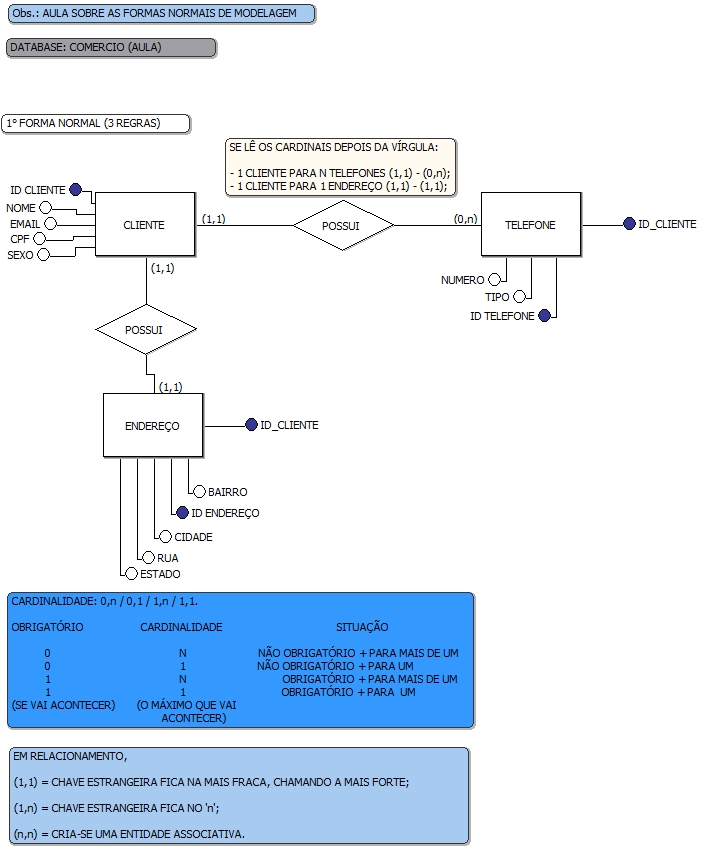 Obs.: AULA SOBRE AS FORMAS NORMAIS DE MODELAGEM
DATABASE: COMERCIO (AULA)
1° FORMA NORMAL (3 REGRAS)
SE LÊ OS CARDINAIS DEPOIS DA VÍRGULA:
- 1 CLIENTE PARA N TELEFONES (1,1) - (0,n);
- 1 CLIENTE PARA 1 ENDEREÇO (1,1) - (1,1);
ID CLIENTE
NOME
EMAIL
CPF
SEXO
CLIENTE
(1,1)
POSSUI
(0,n)
TELEFONE
ID_CLIENTE
NUMERO
TIPO
ID TELEFONE
(1,1)
POSSUI
(1,1)
ENDEREÇO
ID_CLIENTE
BAIRRO
ID ENDEREÇO
CIDADE
RUA
ESTADO
CARDINALIDADE: 0,n / 0,1 / 1,n / 1,1.
OBRIGATÓRIO CARDINALIDADE SITUAÇÃO
0 N NÃO OBRIGATÓRIO + PARA MAIS DE UM
0 1 NÃO OBRIGATÓRIO + PARA UM
1 N OBRIGATÓRIO + PARA MAIS DE UM
1 1 OBRIGATÓRIO + PARA UM
(SE VAI ACONTECER) (O MÁXIMO QUE VAI
ACONTECER)
EM RELACIONAMENTO,
(1,1) = CHAVE ESTRANGEIRA FICA NA MAIS FRACA, CHAMANDO A MAIS FORTE;
(1,n) = CHAVE ESTRANGEIRA FICA NO 'n';
(n,n) = CRIA-SE UMA ENTIDADE ASSOCIATIVA.